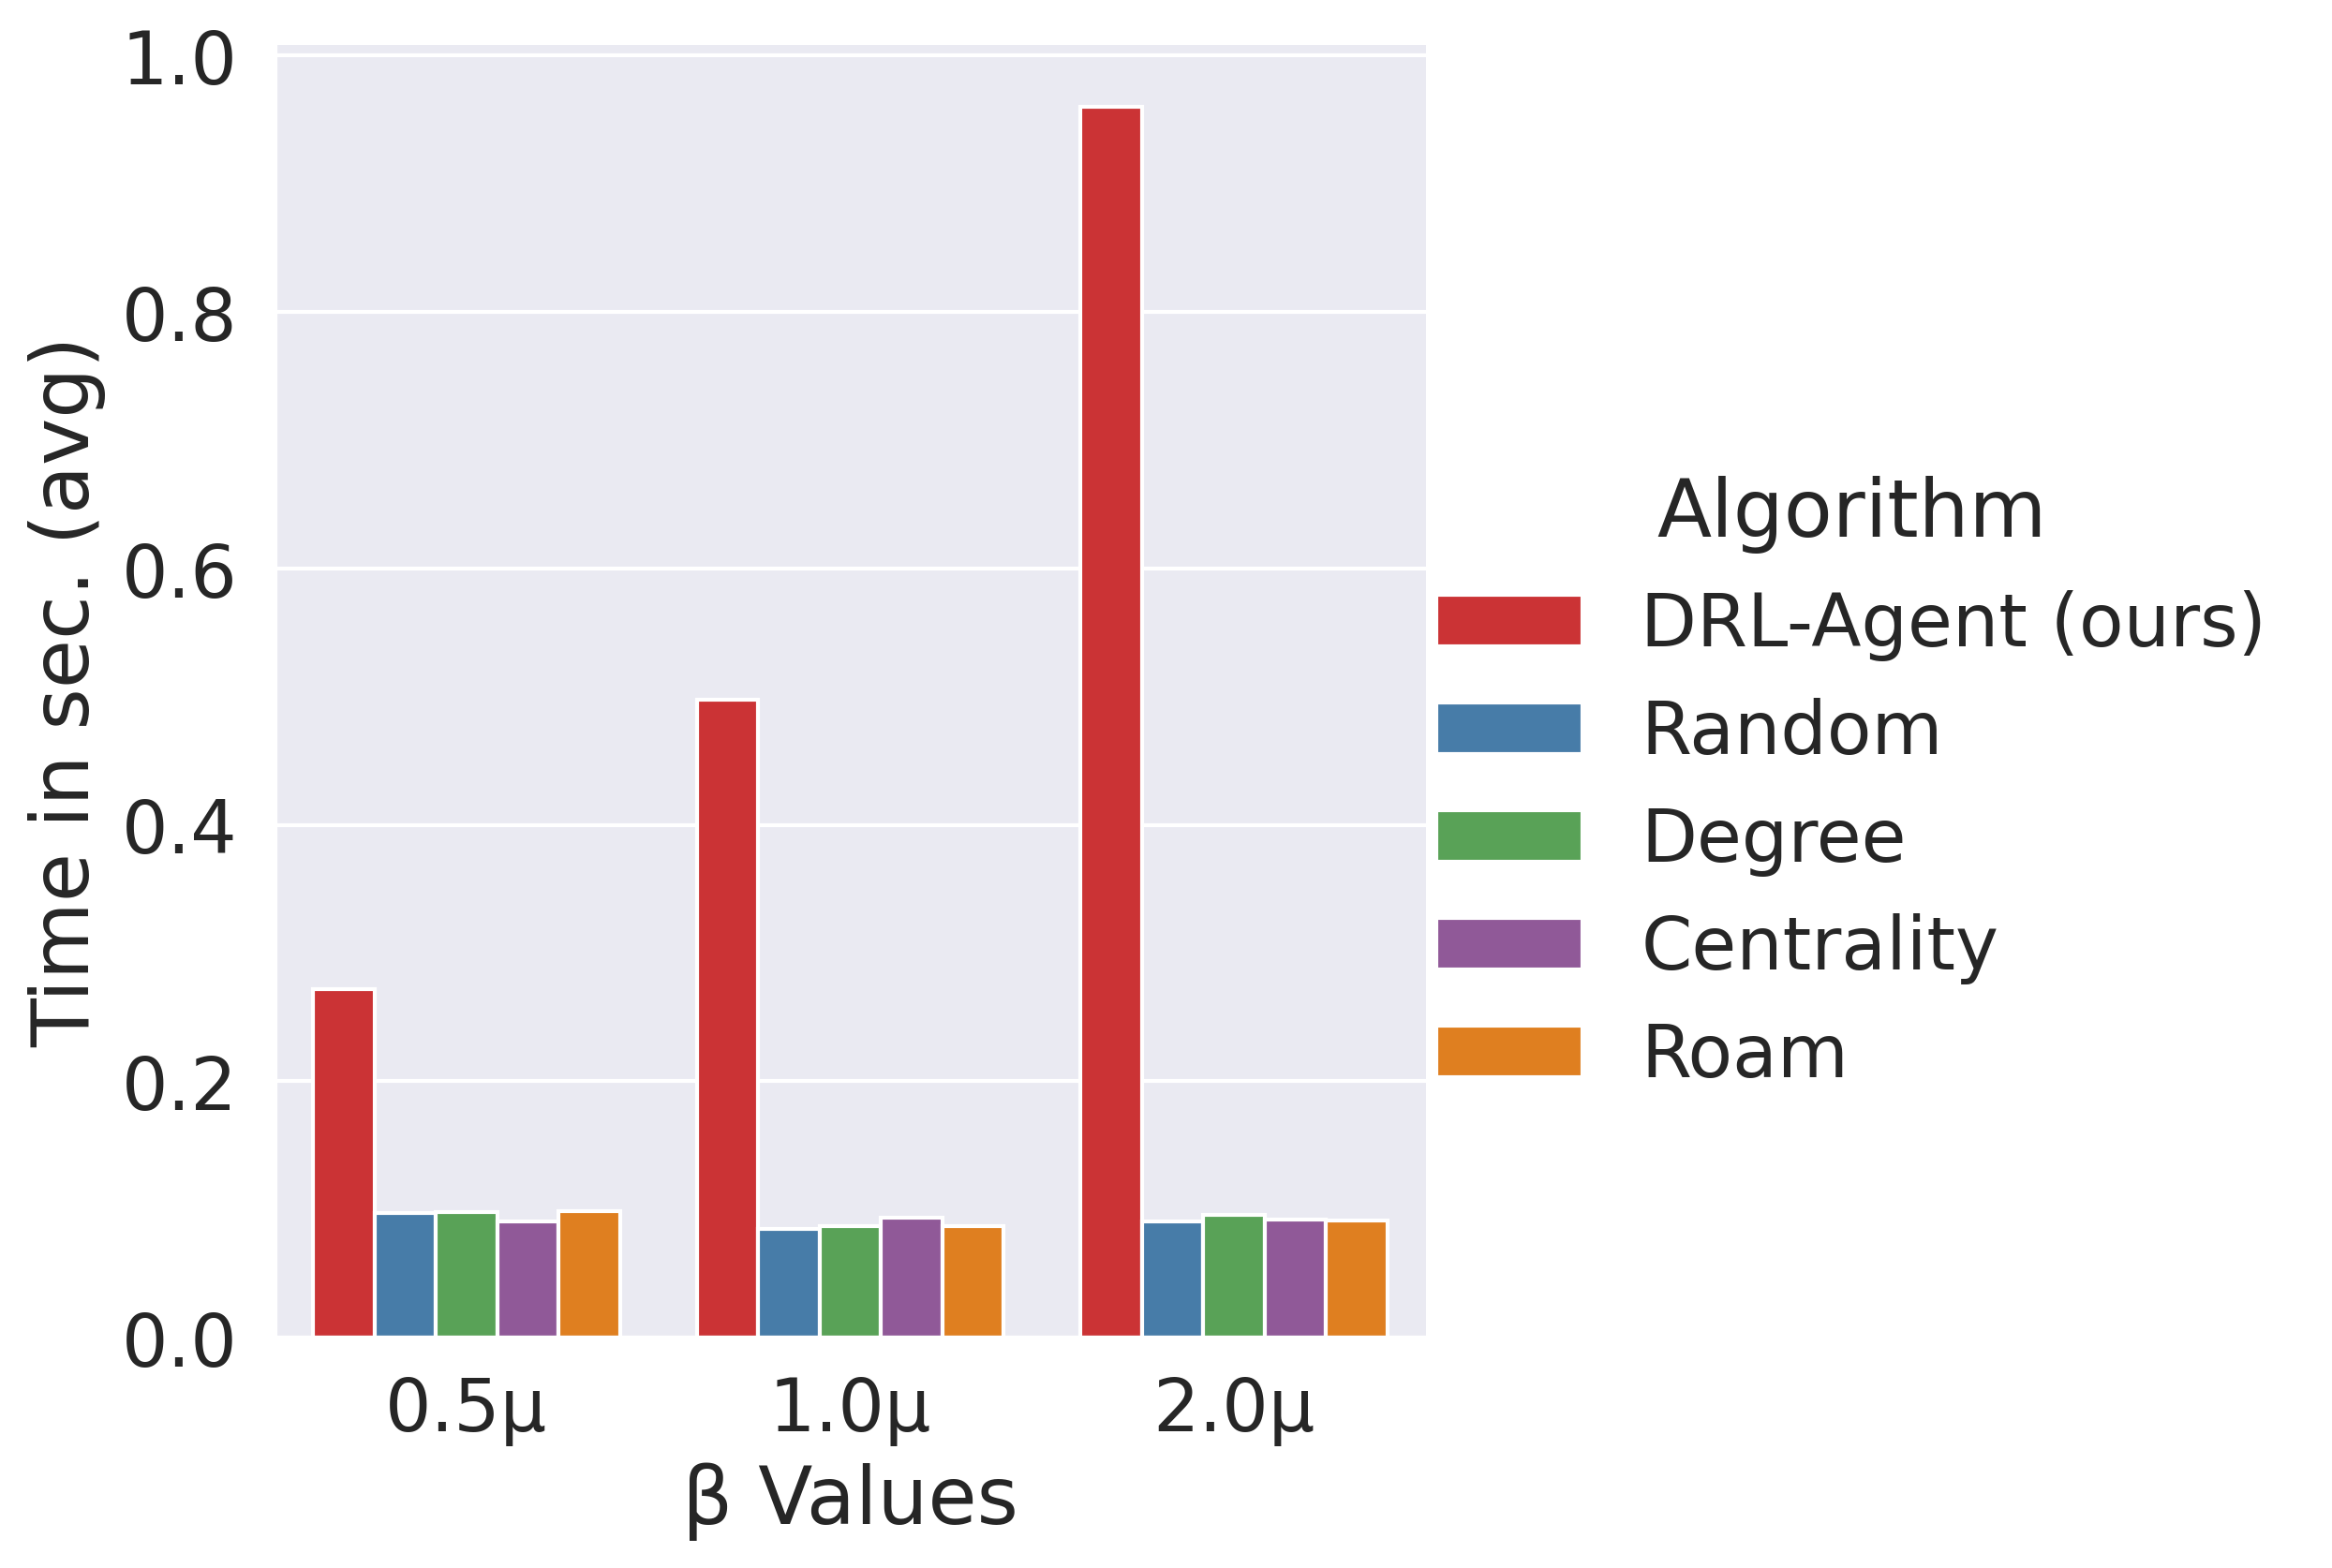 1.0
0.8
0.6
0.4
0.2
0.0
Time in sec. (avg)
0.5μ 1.0μ 2.0μ
β Values
Algorithm
DRL-Agent (ours)
Random
Degree
Centrality
Roam